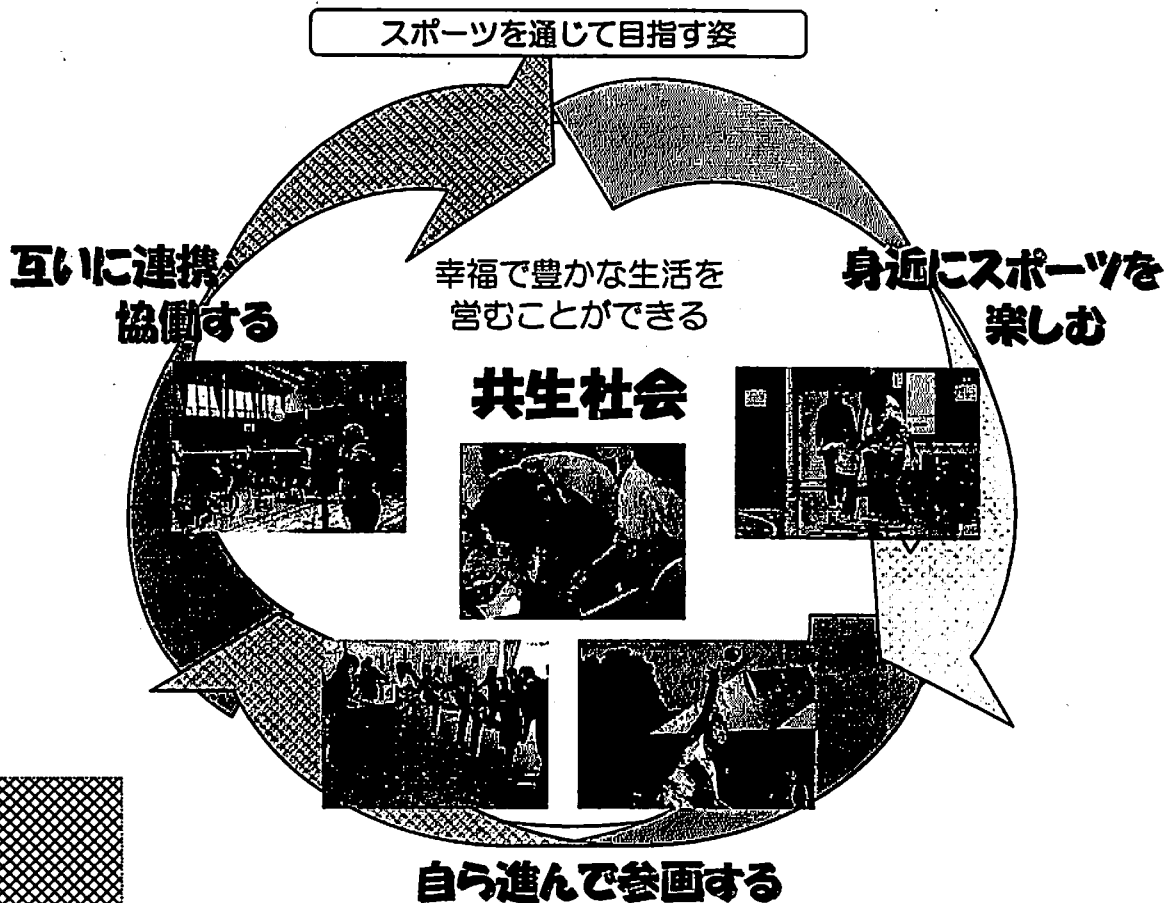 スポーツを通じて目指す姿
互いに連携・
協働する
幸福で豊かな生活を
営むことができる
共生社会
身近にスポーツを
楽しむ
自ら進んで参画する